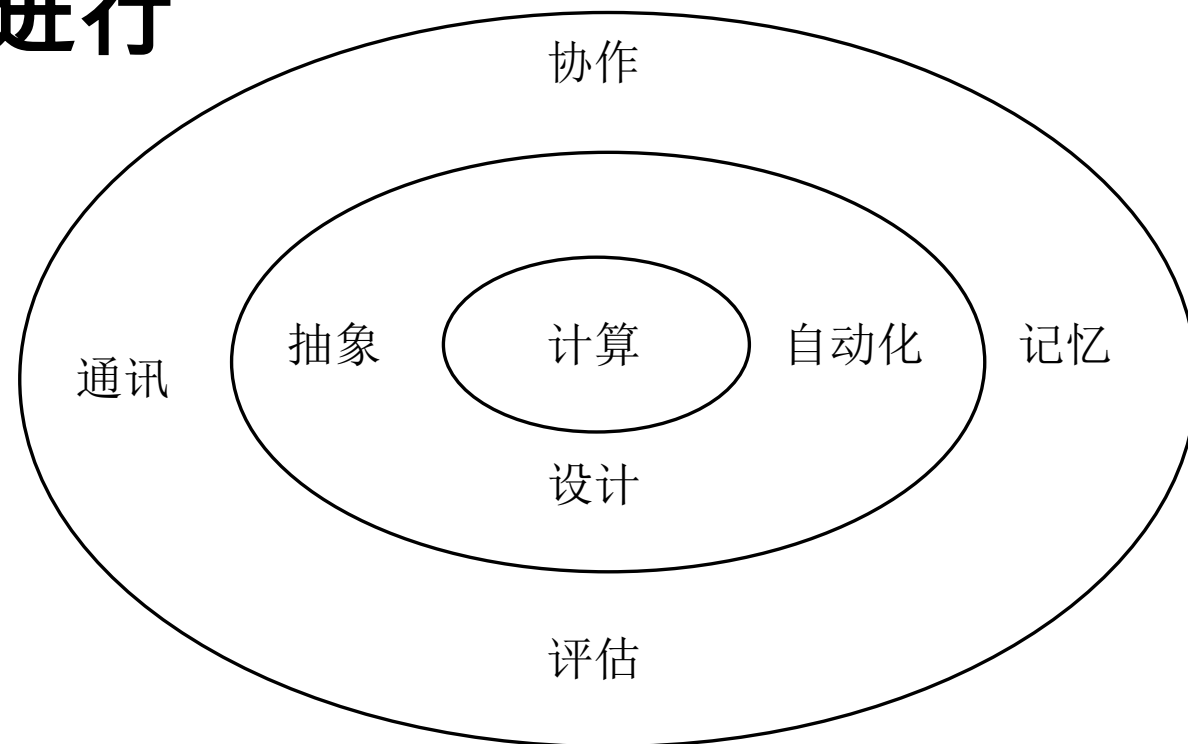 进行
协作
抽象 计算 自动化 记忆
通讯
设计
评估